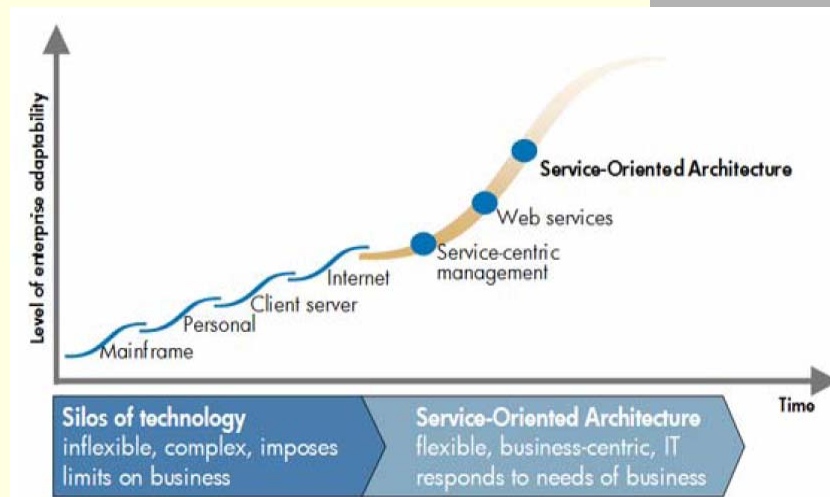 Level of enterprise adaptability
Service-Oriented Architecture
Web services
Service-centric
management
Internet
Client server
Personal
Mainframe
Time
Silos of technology
inflexible, complex, imposes
limits on business
Service-Oriented Architecture
flexible, business-centric, IT
responds to needs of business